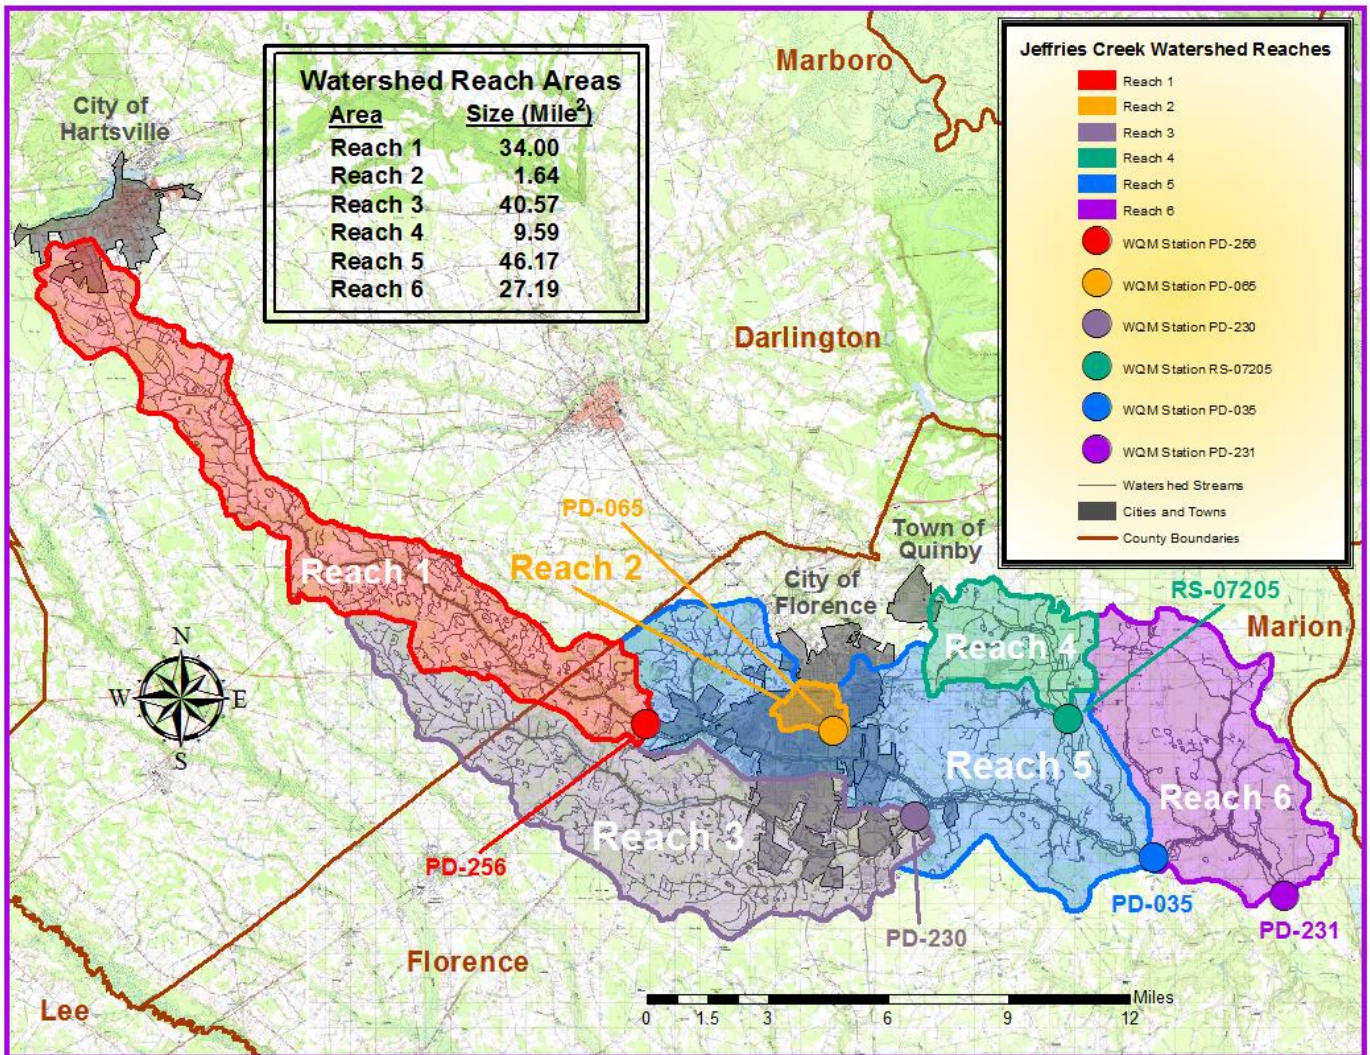 Watershed Reach Areas
Area Size (Mile2)
Reach 1 34.00
Reach 2 1.64
Reach 3 40.57
Reach 4 9.59
Reach 5 46.17
Reach 6 27.19
Jeffries Creek Watershed Reaches
Reach 1
Reach 2
Reach 3
Reach 4
Reach 5
Reach 6
WQM Station PD-256
WQM Station PD-065
WQM Station PD-230
WQM Station RS-07205
WQM Station PD-035
WQM Station PD-231
Watershed Streams
Cities and Towns
County Boundaries
Marboro
City of
Hartsville
Darlington
PD-065
Town of
Quinby
Reach 1
Reach 2
City of
Florence
RS-07205
Marion
Reach 4
N
W E
S
Reach 5
Reach 6
Reach 3
PD-256
PD-035
PD-230
PD-231
Florence
Lee
Miles
0 1.5 3 6 9 12